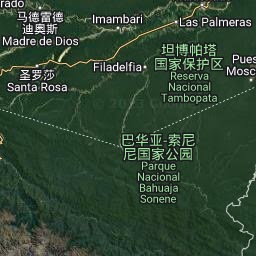 orado
马德雷德
迪奥斯
Madre de Dios
Imambari
Las Palmeras
Filadelfia
圣罗莎
Santa Rosa
坦博帕塔
国家保护区
Reserva
Nacional
Tambopata
Pues
Mosc
巴华亚-索尼
尼国家公园
Parque
Nacional
Bahuaja
Sonene